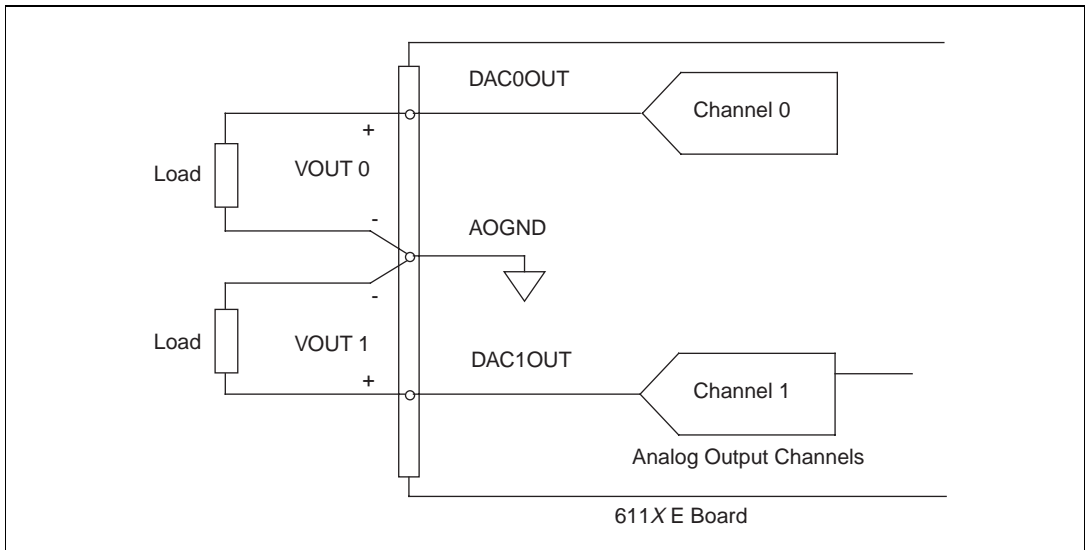 DAC0OUT
Channel 0
+
Load
VOUT 0
-
AOGND
-
Load
VOUT 1
DAC1OUT
+
Channel 1
Analog Output Channels
611X E Board